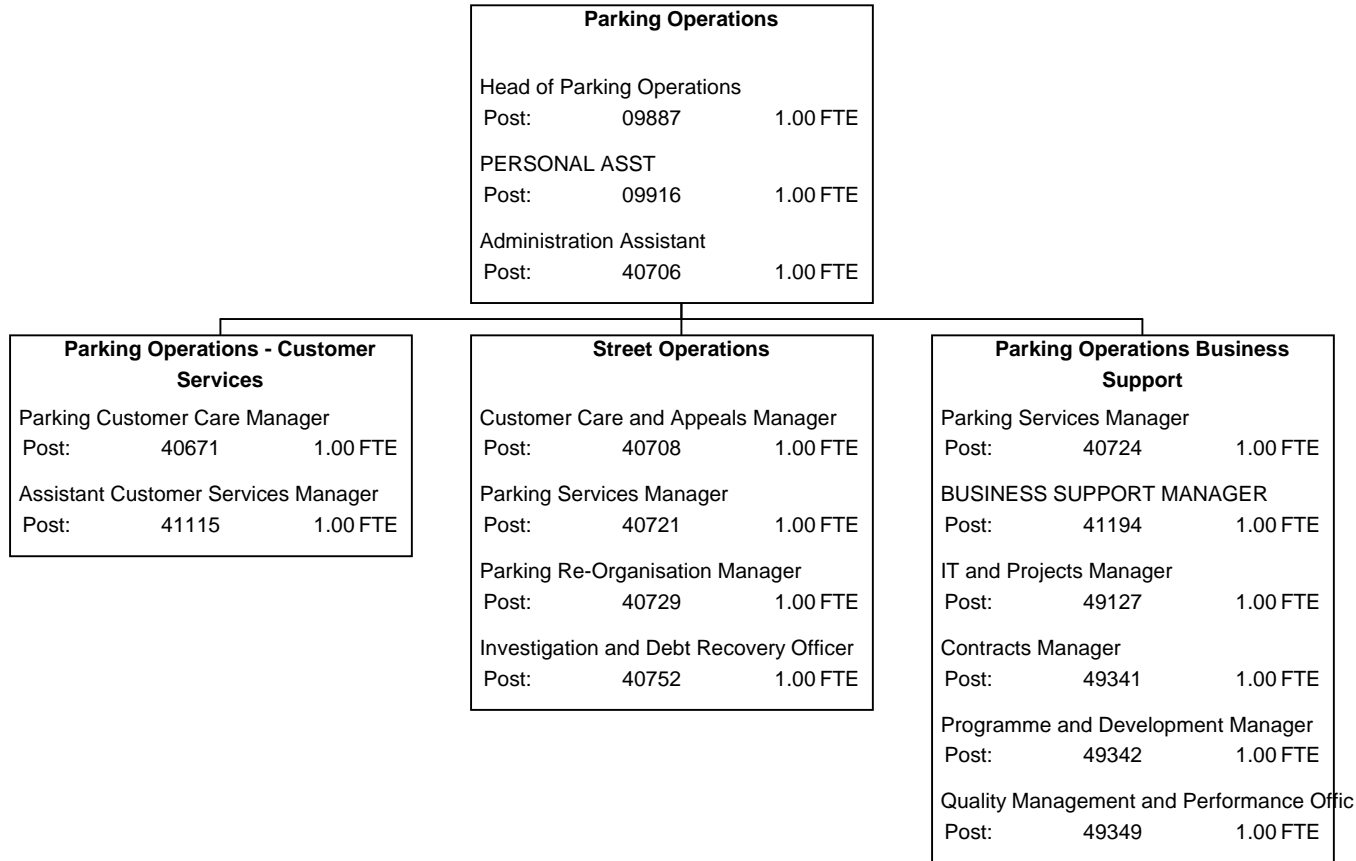 Parking Operations
Head of Parking Operations
Post: 09887 1.00 FTE
PERSONAL ASST
Post: 09916 1.00 FTE
Administration Assistant
Post: 40706 1.00 FTE
Parking Operations - Customer
Services
Parking Customer Care Manager
Post: 40671 1.00 FTE
Assistant Customer Services Manager
Post: 41115 1.00 FTE
Street Operations
Customer Care and Appeals Manager
Post: 40708 1.00 FTE
Parking Services Manager
Post: 40721 1.00 FTE
Parking Re-Organisation Manager
Post: 40729 1.00 FTE
Investigation and Debt Recovery Officer
Post: 40752 1.00 FTE
Parking Operations Business
Support
Parking Services Manager
Post: 40724 1.00 FTE
BUSINESS SUPPORT MANAGER
Post: 41194 1.00 FTE
IT and Projects Manager
Post: 49127 1.00 FTE
Contracts Manager
Post: 49341 1.00 FTE
Programme and Development Manager
Post: 49342 1.00 FTE
Quality Management and Performance Offic
Post: 49349 1.00 FTE